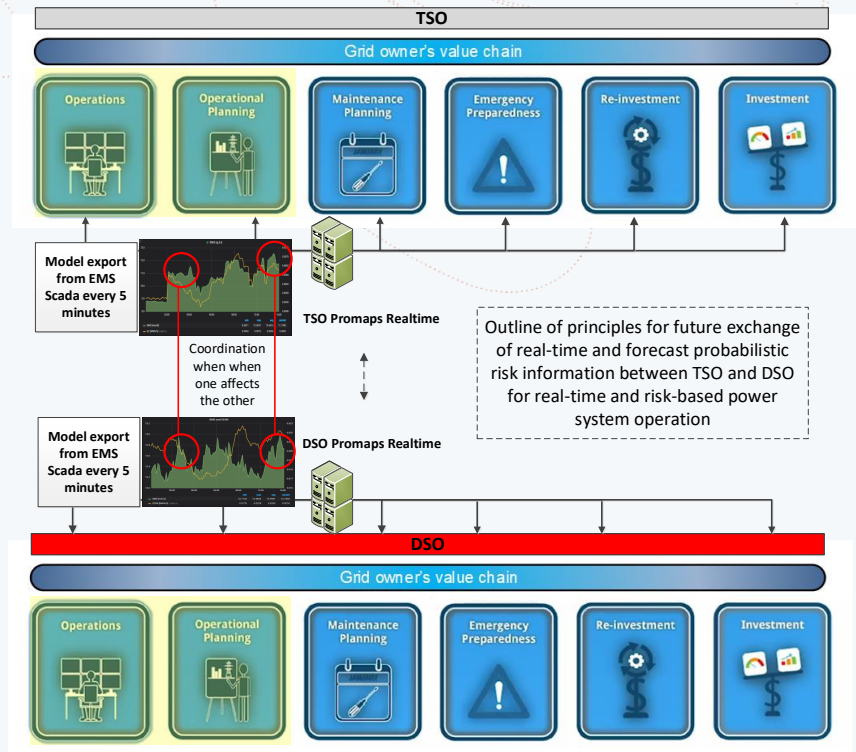 TSO
Grid owner's value chain
Operations
Operational
Planning
Maintenance
Planning
Emergency
Preparedness
Re-investment
Investment
Model export
from EMS
Scada every 5
minutes
TSO Promaps Realtime
Coordination
when when
one affects
the other
Outline of principles for future exchange
of real-time and forecast probabilistic
risk information between TSO and DSO
for real-time and risk-based power
system operation
Model export
from EMS
Scada every 5
minutes
DSO Promaps Realtime
DSO
Grid owner's value chain
Operations
Operational
Planning
Maintenance
Planning
Emergency
Preparedness
Re-investment
Investment